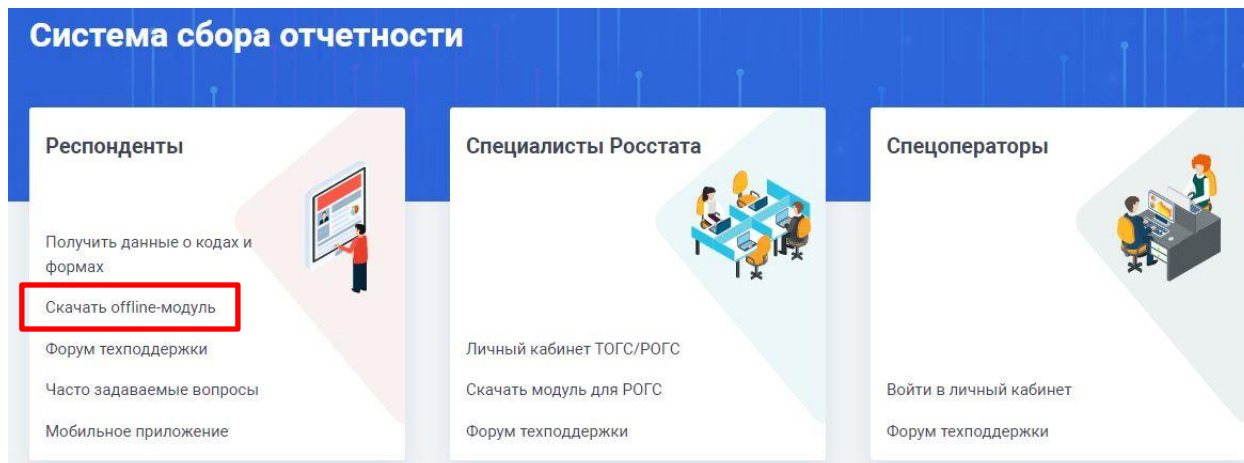 Система сбора отчетности
Респонденты
Получить данные о кодах и
формах
Скачать offline-модуль
Форум техподдержки
Часто задаваемые вопросы
Мобильное приложение
Специалисты Росстата
Личный кабинет ТОГС/РОГС
Скачать модуль для РОГС
Форум техподдержки
Спецоператоры
Войти в личный кабинет
Форум техподдержки